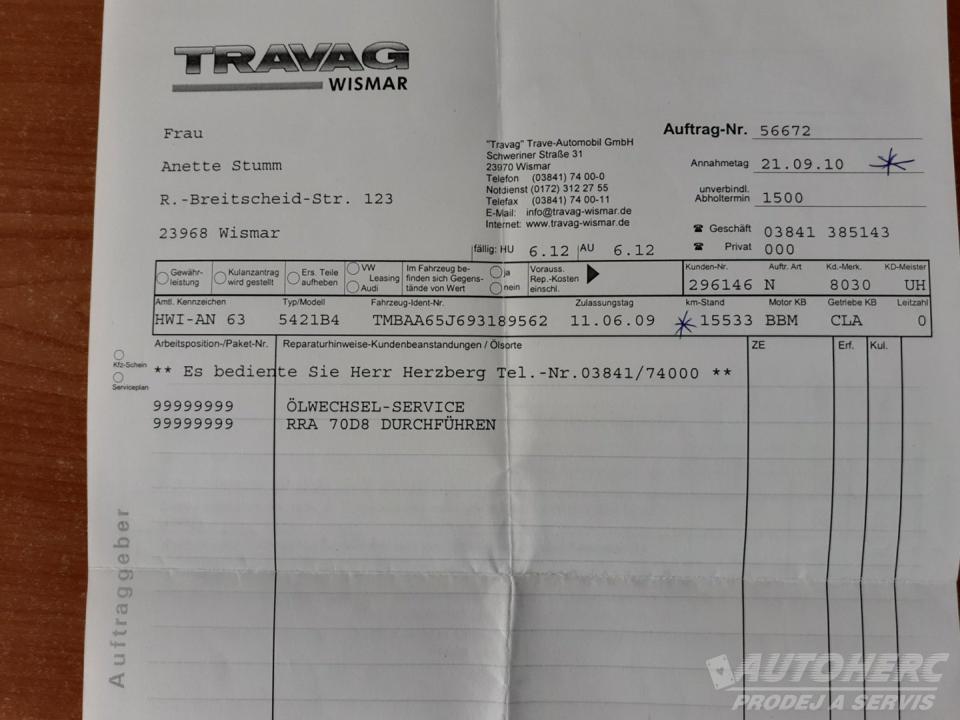 TRAVAG
WISMAR
Frau
Anette Stumm
R.-Breitscheid-Str. 123
23968 Wismar
"Travag" Trave-Automobil GmbH
Schweriner Straße 31
23970 Wismar
Telefon (03841) 74 00-0
Notdienst (0172) 312 27 55
Telefax (03841) 74 00-11
E-Mail: info@travag-wismar.de
Internet: www.travag-wismar.de
Auftrag-Nr. 56672
Annahmetag 21.09.10
unverbindl. Abholtermin 1500
Geschäft 03841 385143
Privat 000
fällig: HU 6.12 AU 6.12
Gewährleistung Kulanzantrag wird gestellt Ers. Teile aufheben VW Leasing Audi Im Fahrzeug befinden sich Gegenstände von Wert ja nein Vorauss. Rep.-Kosten einschl.
Kunden-Nr. Auftr. Art Kd.-Merk. KD-Meister
296146 N 8030 UH
Amtl. Kennzeichen Typ/Modell Fahrzeug-Ident-Nr. Zulassungstag km-Stand Motor KB Getriebe KB Leitzahl
HWI-AN 63 5421B4 TMBAA65J693189562 11.06.09 15533 BBM CLA 0
Arbeitsposition-/Paket-Nr. Reparaturhinweise-Kundenbeanstandungen / Ölsorte ZE Erf. Kul.
Kfz-Schein
Serviceplan
** Es bediente Sie Herr Herzberg Tel.-Nr.03841/74000 **
99999999 ÖLWECHSEL-SERVICE
99999999 RRA 70D8 DURCHFÜHREN
Auftraggeber
AUTOHERC
PRODEJ A SERVIS